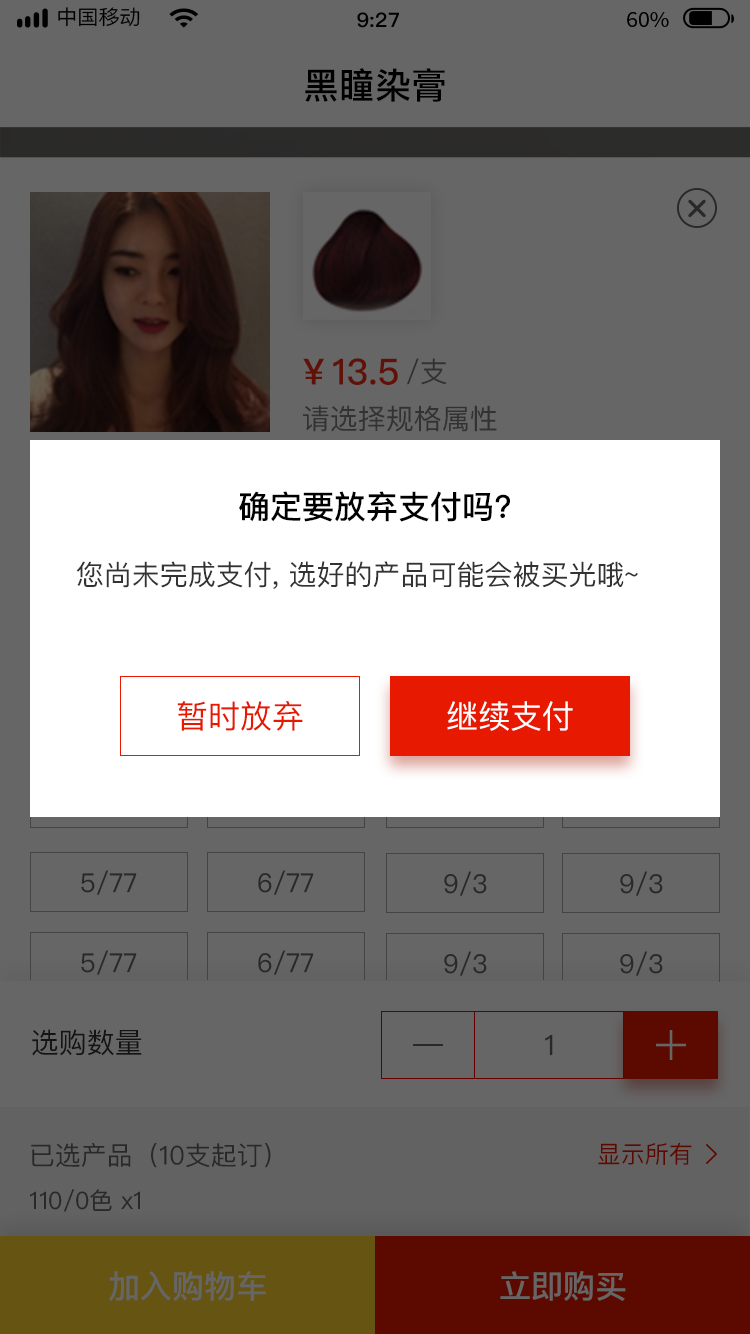 中国移动 9:27 60%
黑瞳染膏
¥ 13.5 /支
请选择规格属性
确定要放弃支付吗?
您尚未完成支付, 选好的产品可能会被买光哦~
暂时放弃 继续支付
5/77 6/77 9/3 9/3
5/77 6/77 9/3 9/3
选购数量 — 1 +
已选产品（10支起订） 显示所有 >
110/0色 x1
加入购物车 立即购买